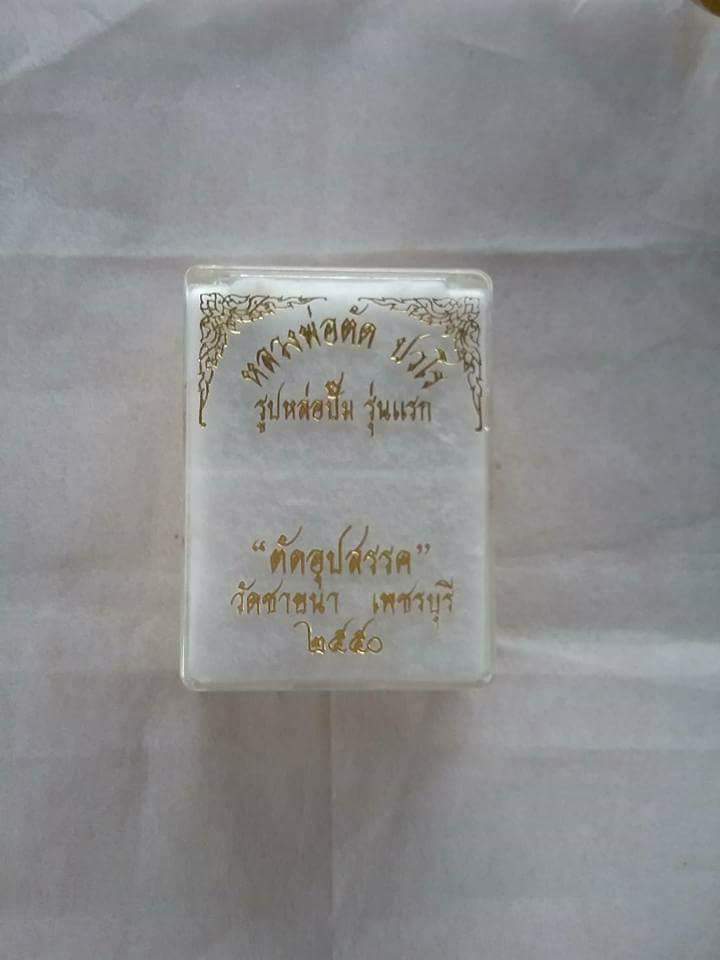 หลวงพ่อตัด ปวโร
รูปหล่อปั๊ม รุ่นแรก
“ตัดอุปสรรค”
วัดชายนา เพชรบุรี
๒๕๕๐